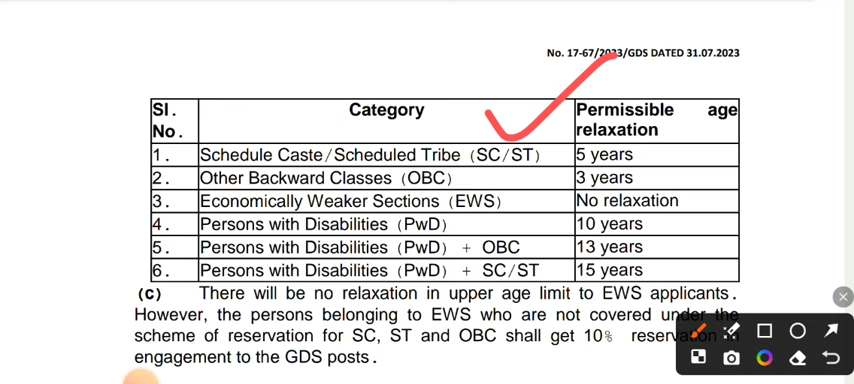 No. 17-67/2023/GDS DATED 31.07.2023
Sl. No. Category Permissible age relaxation
1. Schedule Caste/Scheduled Tribe (SC/ST) 5 years
2. Other Backward Classes (OBC) 3 years
3. Economically Weaker Sections (EWS) No relaxation
4. Persons with Disabilities (PwD) 10 years
5. Persons with Disabilities (PwD) + OBC 13 years
6. Persons with Disabilities (PwD) + SC/ST 15 years
(C) There will be no relaxation in upper age limit to EWS applicants.
However, the persons belonging to EWS who are not covered under the
scheme of reservation for SC, ST and OBC shall get 10% reservation in
engagement to the GDS posts.